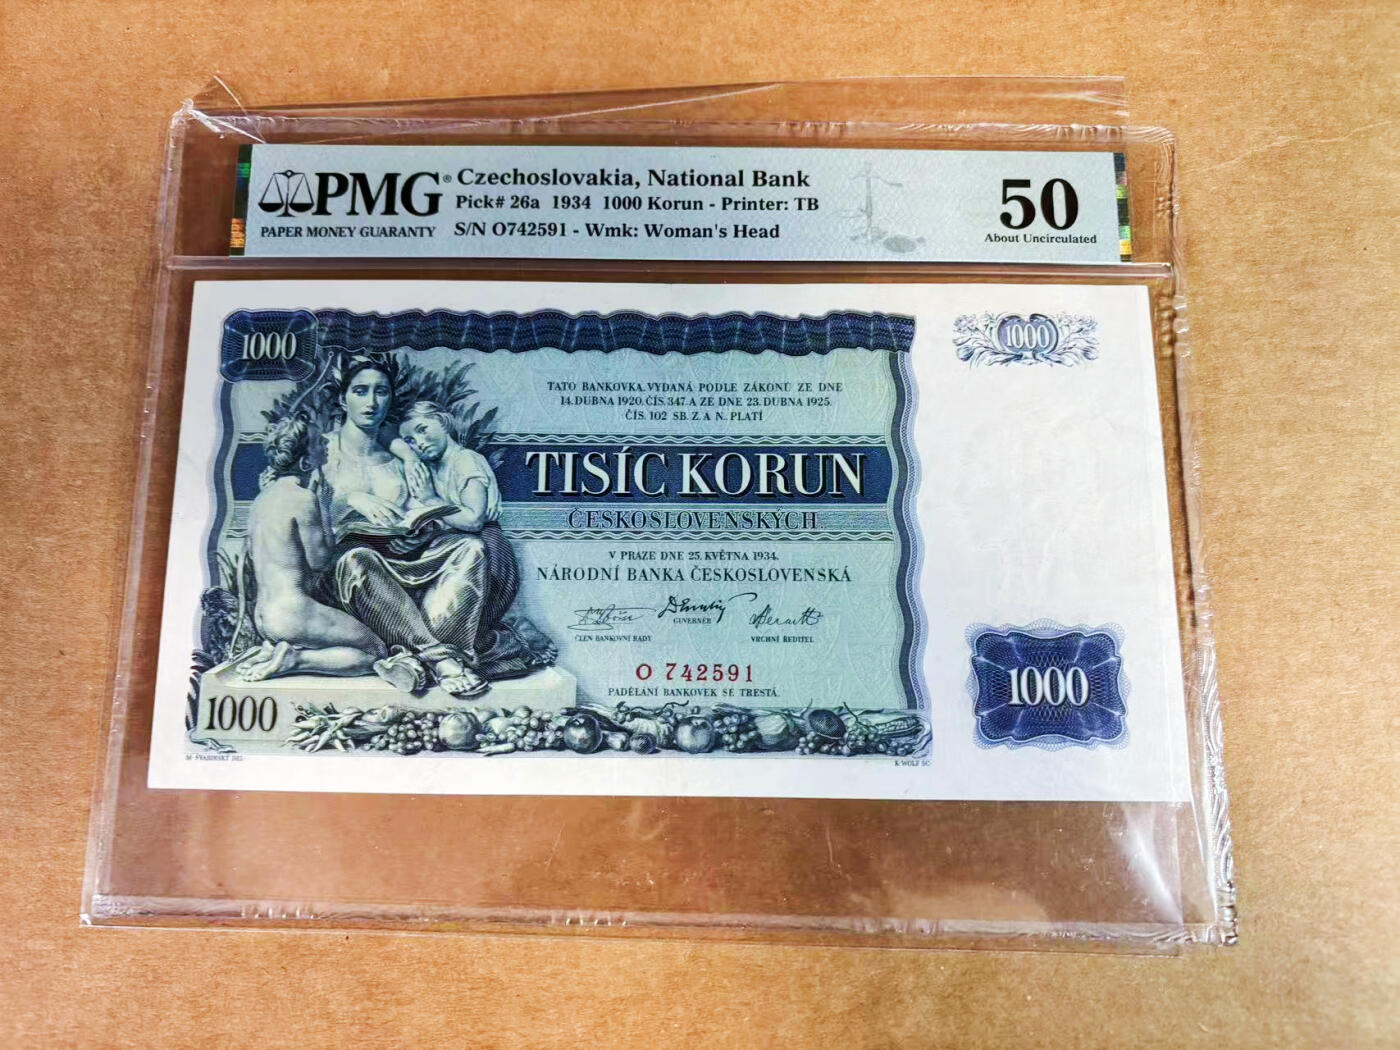 PMG®
PAPER MONEY GUARANTY
Czechoslovakia, National Bank
Pick# 26a 1934 1000 Korun - Printer: TB
S/N O742591 - Wmk: Woman's Head
50
About Uncirculated
1000
1000
TATO BANKOVKA, VYDANÁ PODLE ZÁKONŮ ZE DNE
14. DUBNA 1920, ČÍS. 347, A ZE DNE 23. DUBNA 1925,
ČÍS. 102 SB. Z. A N. PLATÍ
TISÍC KORUN
ČESKOSLOVENSKÝCH.
V PRAZE DNE 25. KVĚTNA 1934.
NÁRODNÍ BANKA ČESKOSLOVENSKÁ
ČLEN BANKOVNÍ RADY
GUVERNÉR
VRCHNÍ ŘEDITEL
O 742591
PADĚLÁNÍ BANKOVEK SE TRESTÁ.
1000
1000
M. ŠVABINSKÝ DEL.
K. WOLF SC.